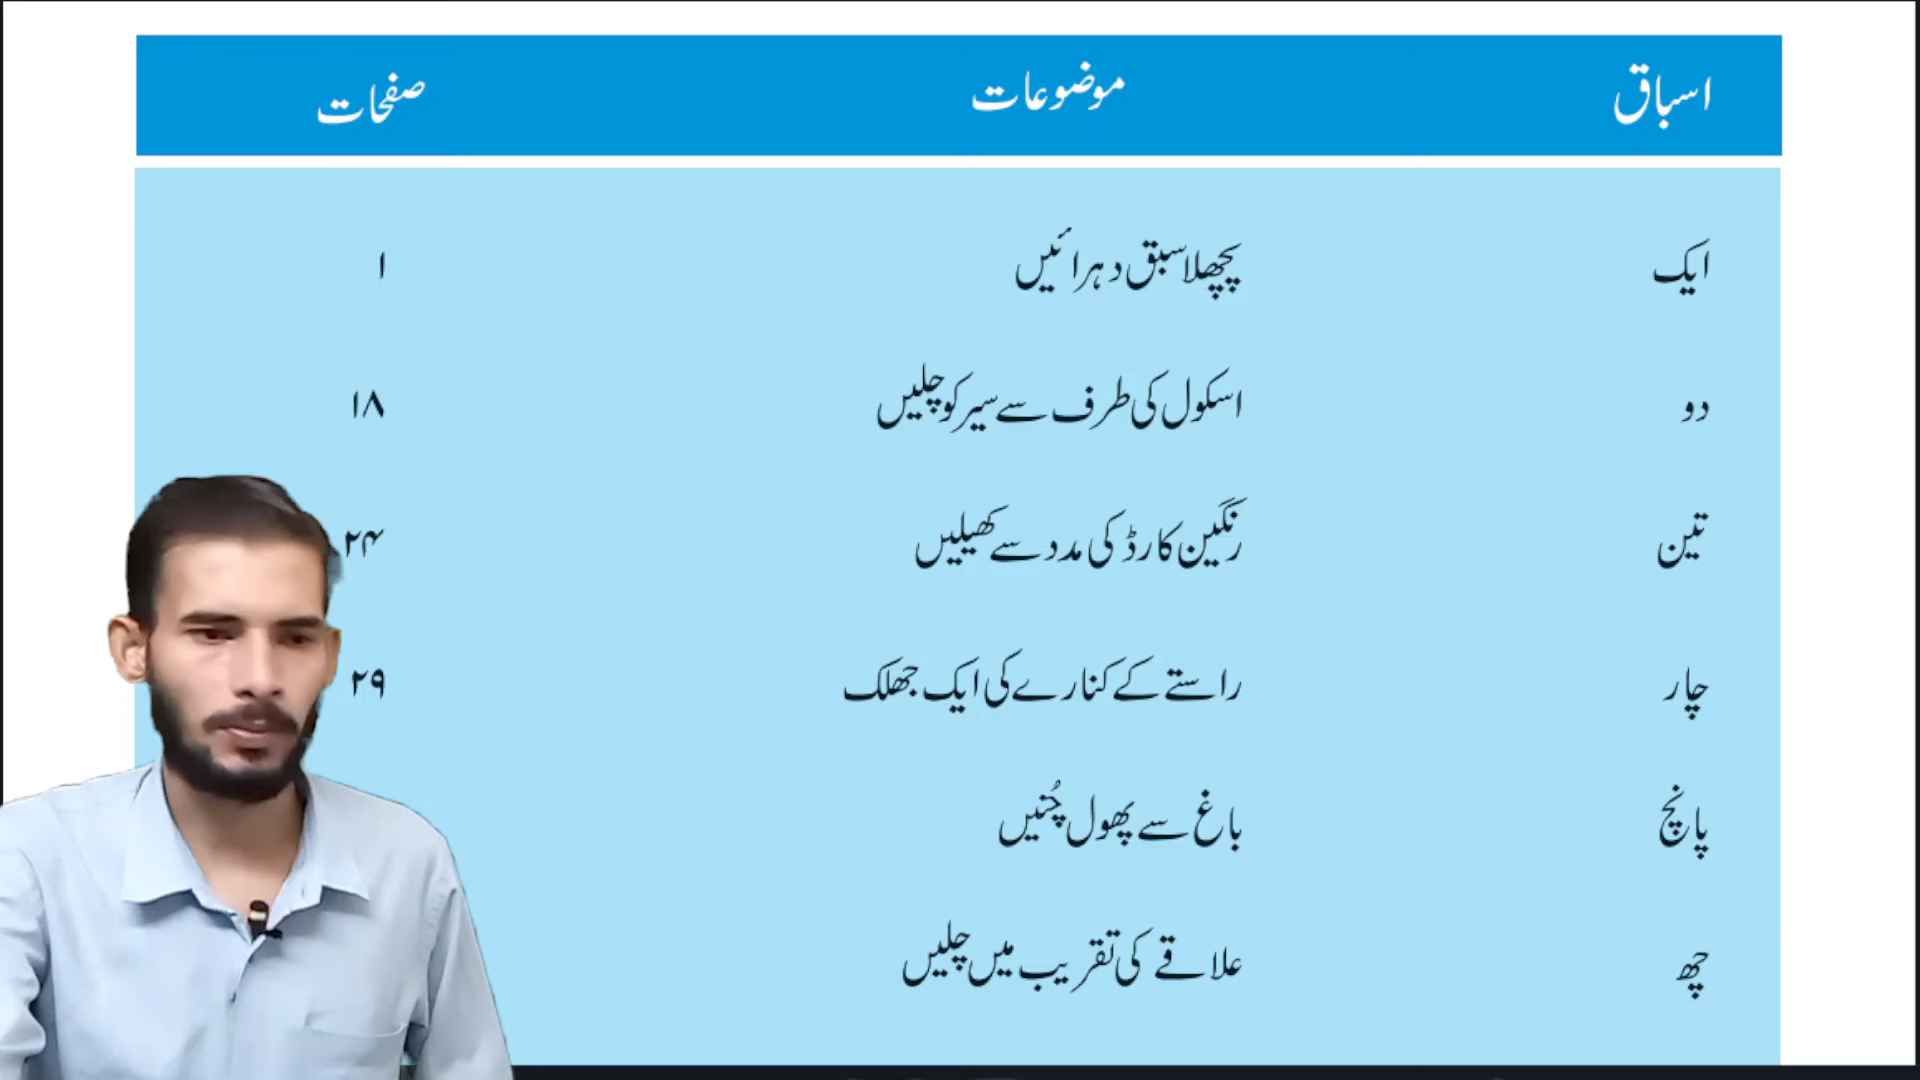 اسباق موضوعات صفحات
ایک پچھلا سبق دہرائیں ۱
دو اسکول کی طرف سے سیر کو چلیں ۱۸
تین رنگین کارڈ کی مدد سے کھیلیں ۲۴
چار راستے کے کنارے کی ایک جھلک ۲۹
پانچ باغ سے پھول چُنیں
چھ علاقے کی تقریب میں چلیں